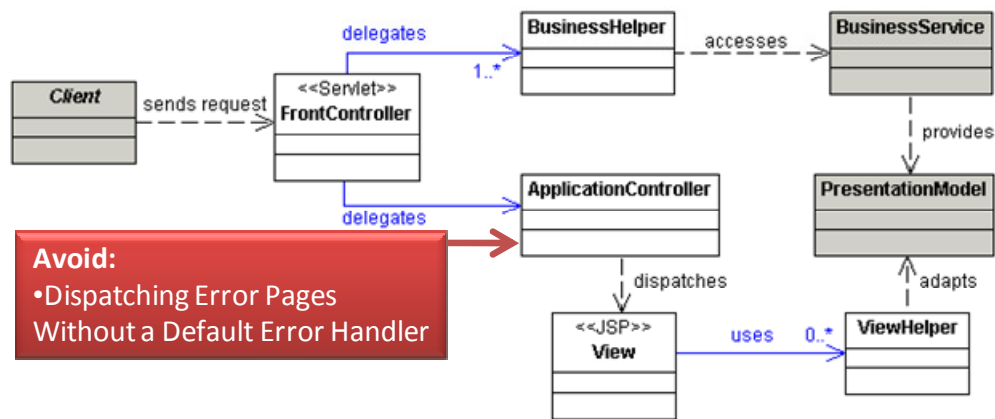 delegates
BusinessHelper
accesses
BusinessService
1..*
<<Servlet>>
FrontController
Client
sends request
provides
ApplicationController
PresentationModel
delegates
Avoid:
•Dispatching Error Pages
Without a Default Error Handler
dispatches
adapts
<<JSP>>
View
uses
0..*
ViewHelper